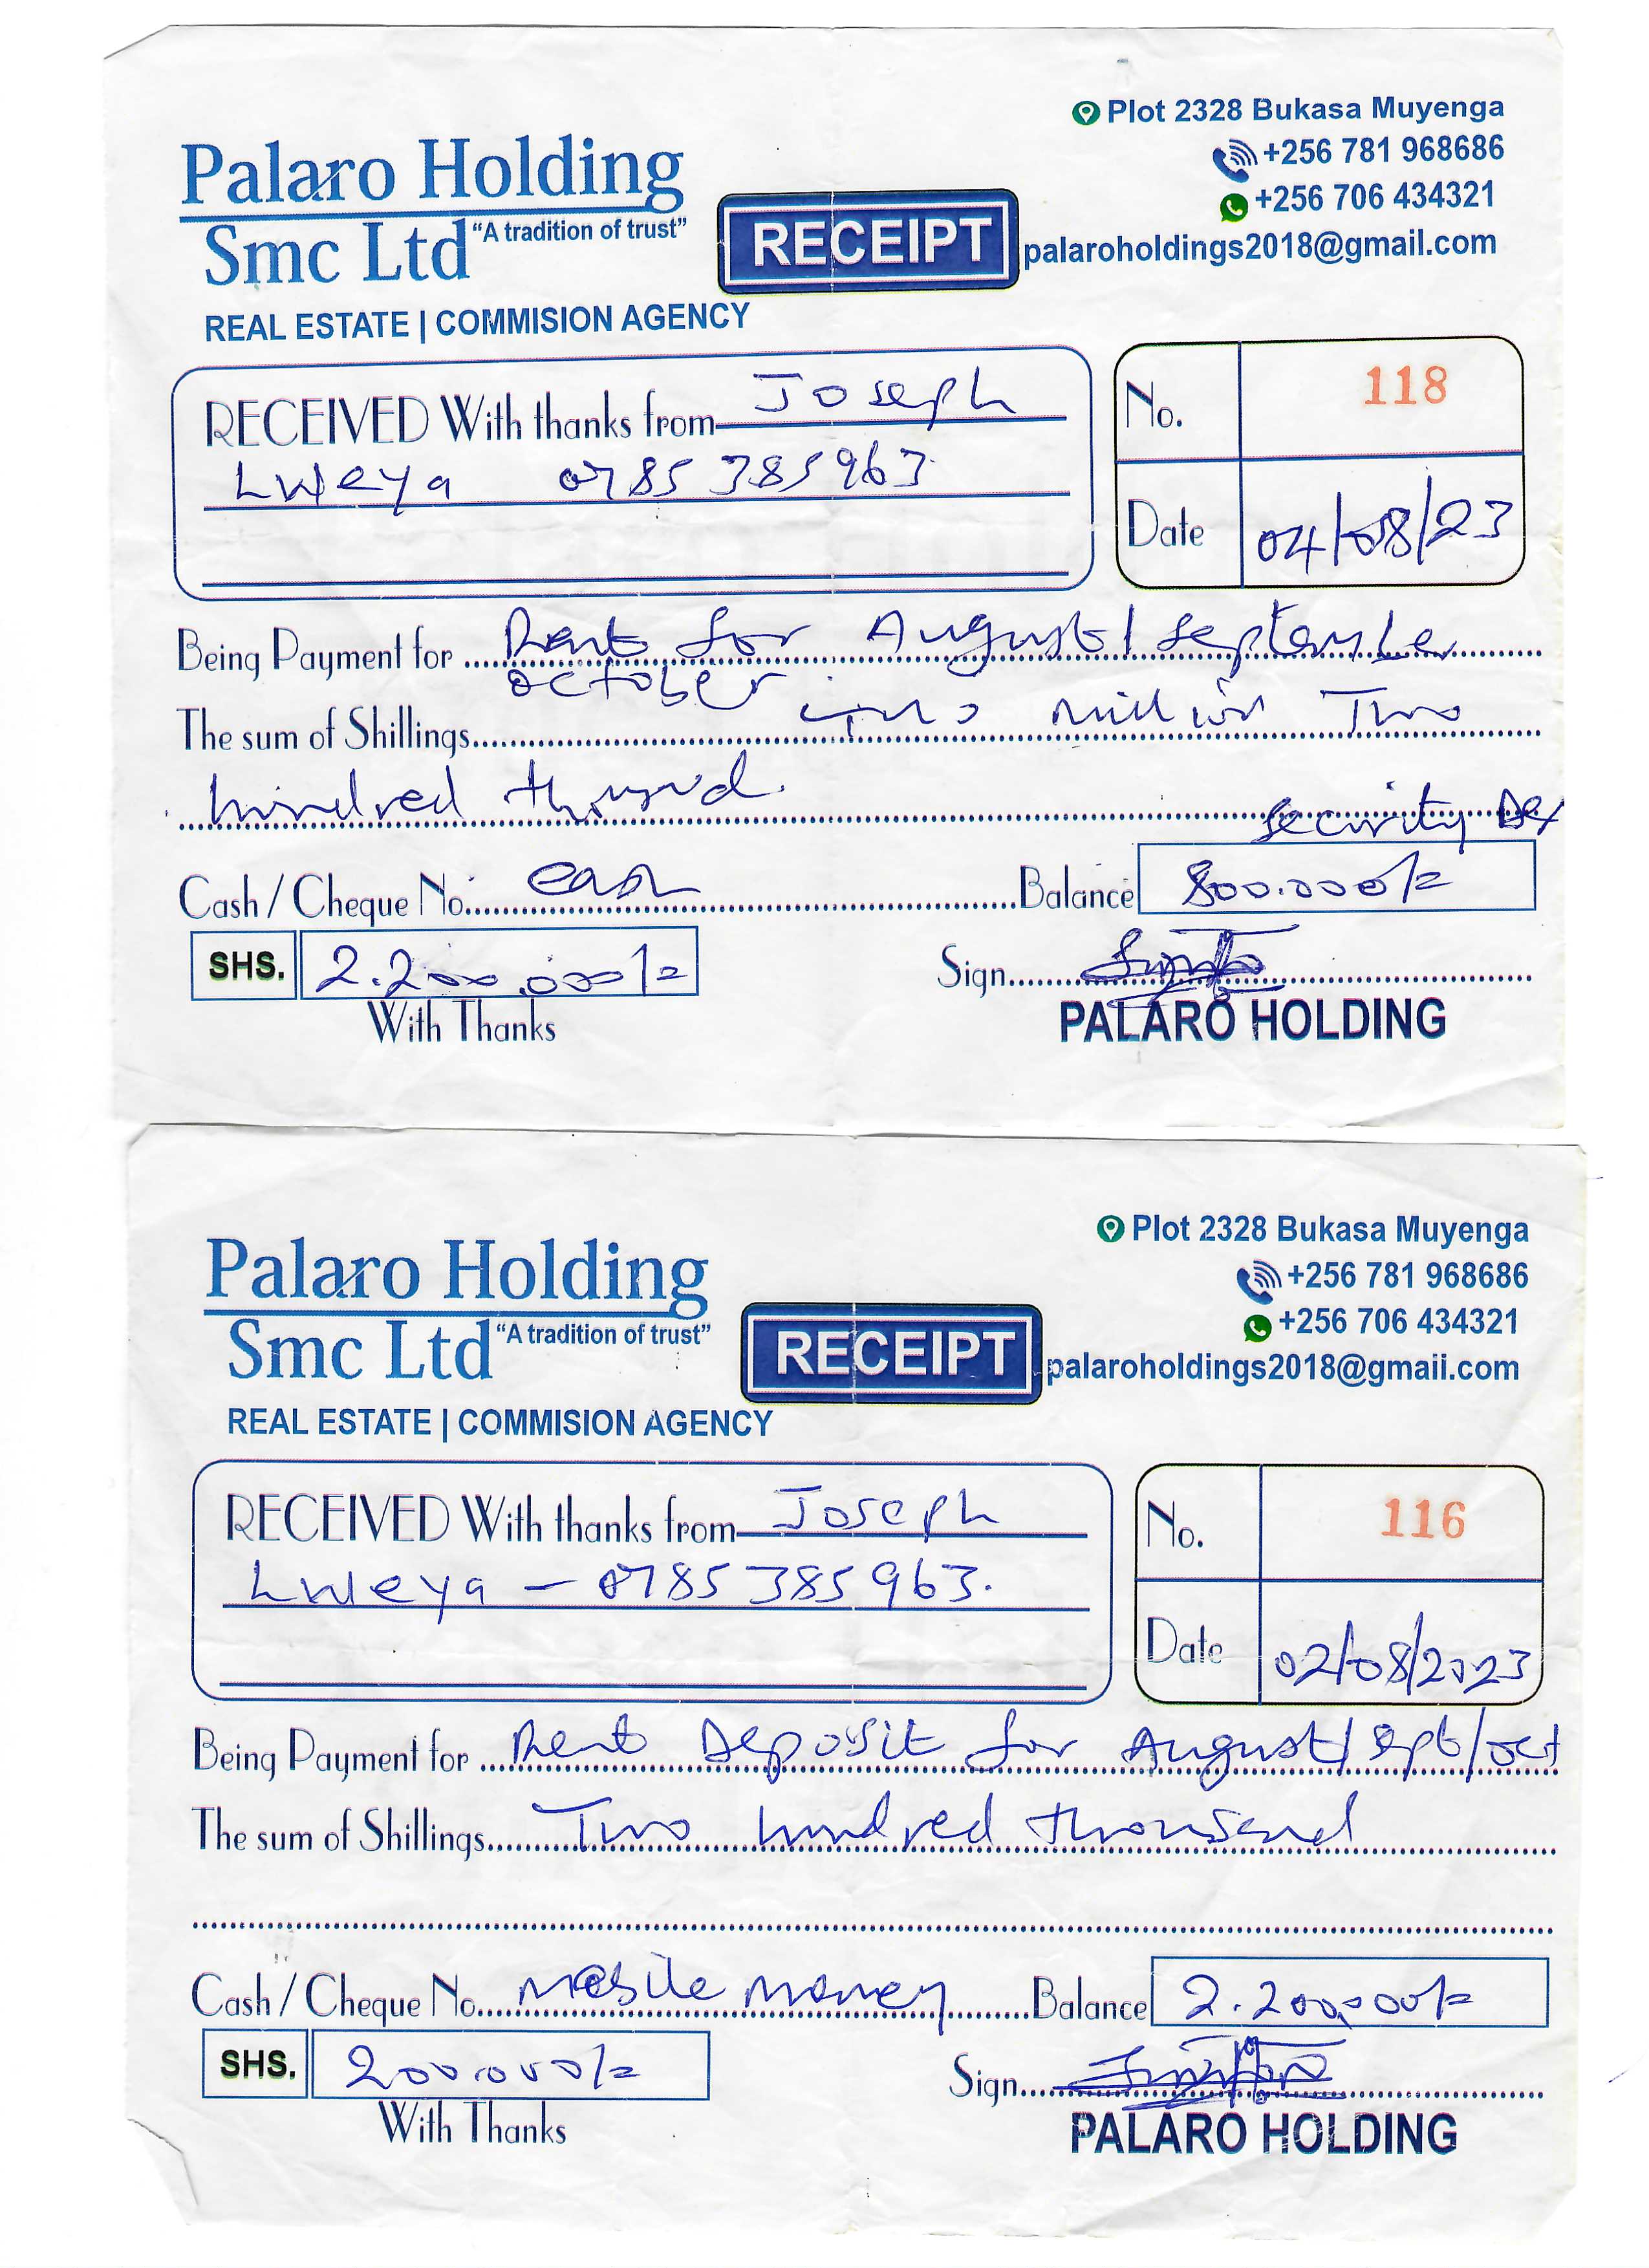 Plot 2328 Bukasa Muyenga
+256 781 968686
+256 706 434321
palaroholdings2018@gmail.com
Palaro Holding
Smc Ltd "A tradition of trust"
RECEIPT
REAL ESTATE | COMMISION AGENCY
RECEIVED With thanks from Joseph
Lweya 0785 385963
No. 118
Date 04/08/23
Being Payment for Rent for August/September
October
The sum of Shillings Two million Two
hundred thousand.
Security
Cash / Cheque No. cash Balance 800.000/=
SHS. 2.200.000/=
Sign
With Thanks
PALARO HOLDING
Plot 2328 Bukasa Muyenga
+256 781 968686
+256 706 434321
palaroholdings2018@gmail.com
Palaro Holding
Smc Ltd "A tradition of trust"
RECEIPT
REAL ESTATE | COMMISION AGENCY
RECEIVED With thanks from Joseph
Lweya - 0785 385963.
No. 116
Date 02/08/2023
Being Payment for Rent Deposit for August/Sept/Oct
The sum of Shillings Two hundred thousand
Cash / Cheque No. Mobile money Balance 2.200.000/=
SHS. 200.000/=
Sign
With Thanks
PALARO HOLDING